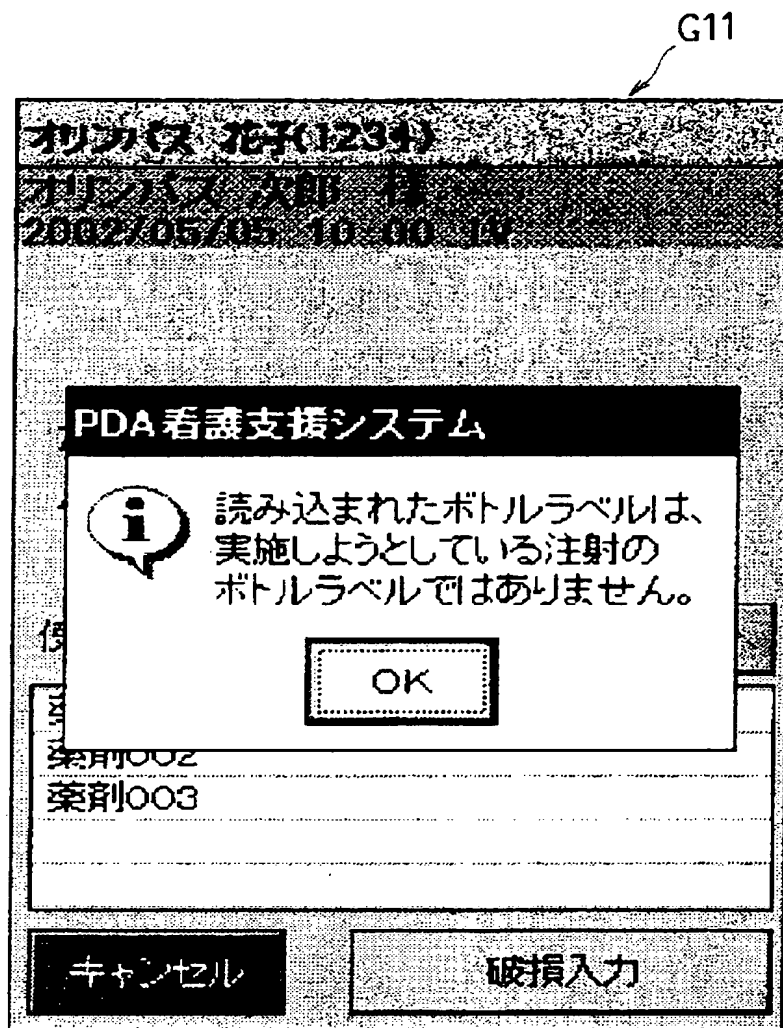 G11
オリンパス 花子(1234)
オリンパス 次郎 様
2002/05/05 10:00 IV
PDA看護支援システム
読み込まれたボトルラベルは、
実施しようとしている注射の
ボトルラベルではありません。
OK
薬剤002
薬剤003
キャンセル
破損入力